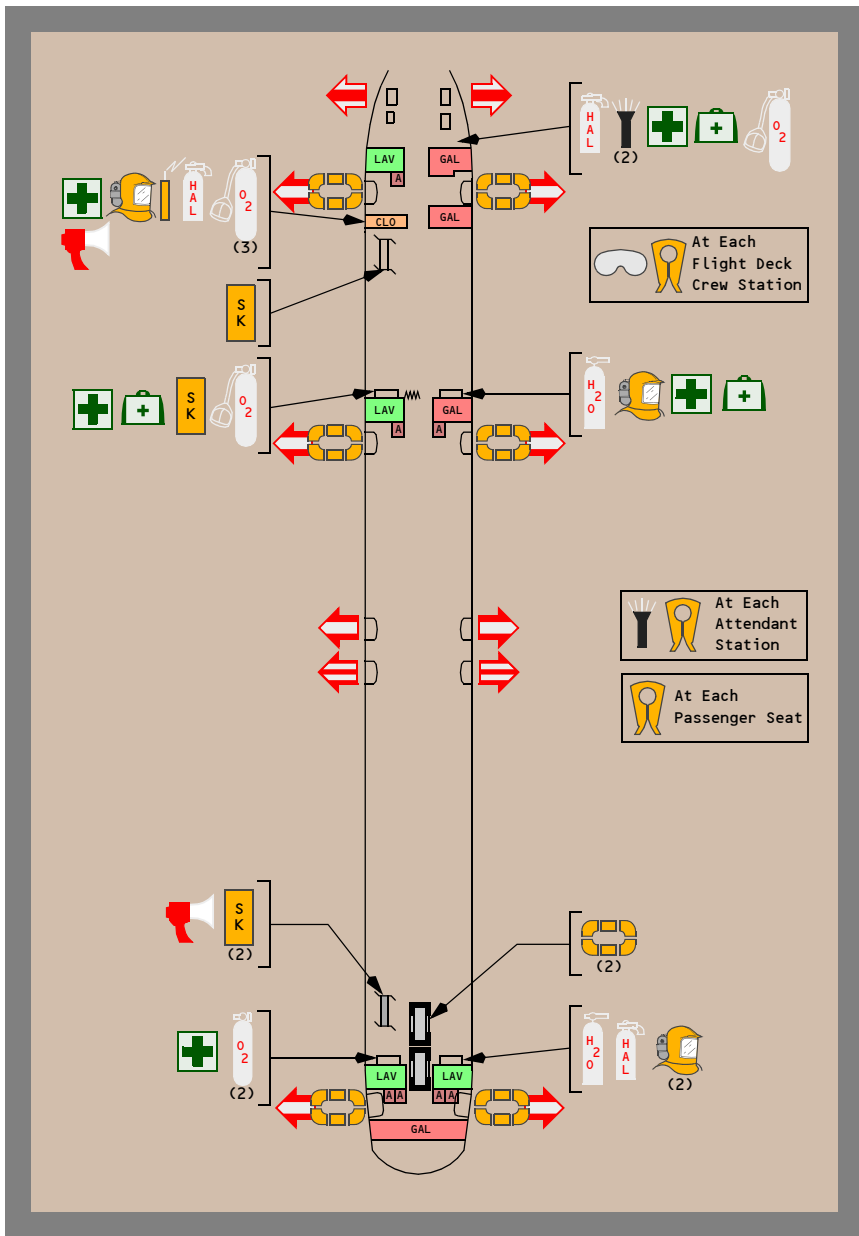 H
A
L
(2)
O
2
LAV
GAL
A
H
A
L
O
2
(3)
CLO
GAL
At Each
Flight Deck
Crew Station
S
K
S
K
O
2
LAV
GAL
A
A
H
2
O
At Each
Attendant
Station
At Each
Passenger Seat
S
K
(2)
(2)
O
2
(2)
LAV
LAV
A A
A A
GAL
H
2
O
H
A
L
(2)